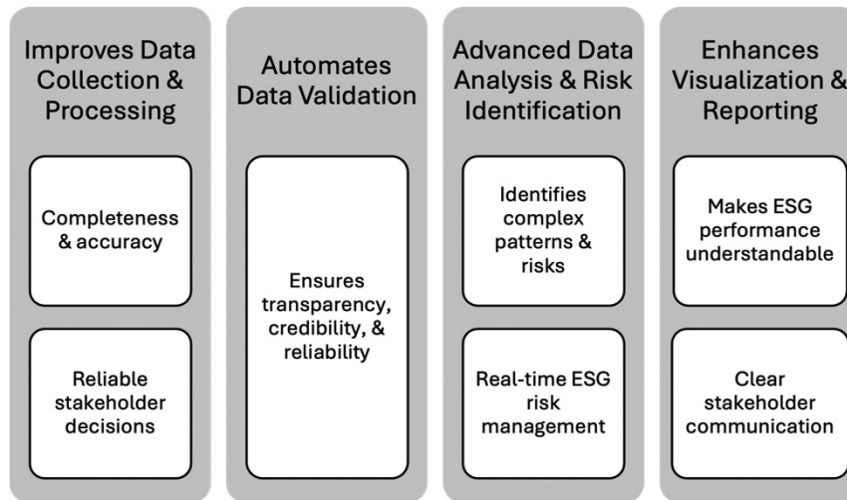 Improves Data
Collection &
Processing
Completeness
& accuracy
Reliable
stakeholder
decisions
Automates
Data Validation
Ensures
transparency,
credibility, &
reliability
Advanced Data
Analysis & Risk
Identification
Identifies
complex
patterns &
risks
Real-time ESG
risk
management
Enhances
Visualization &
Reporting
Makes ESG
performance
understandable
Clear
stakeholder
communication